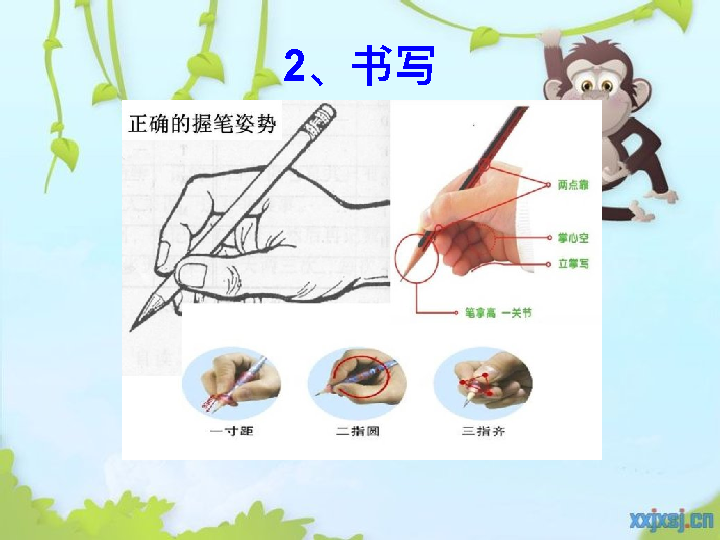 2、书写
正确的握笔姿势
两点靠
掌心空
立掌写
笔拿高 一关节
一寸距
二指圆
三指齐
xxjxsj.cn